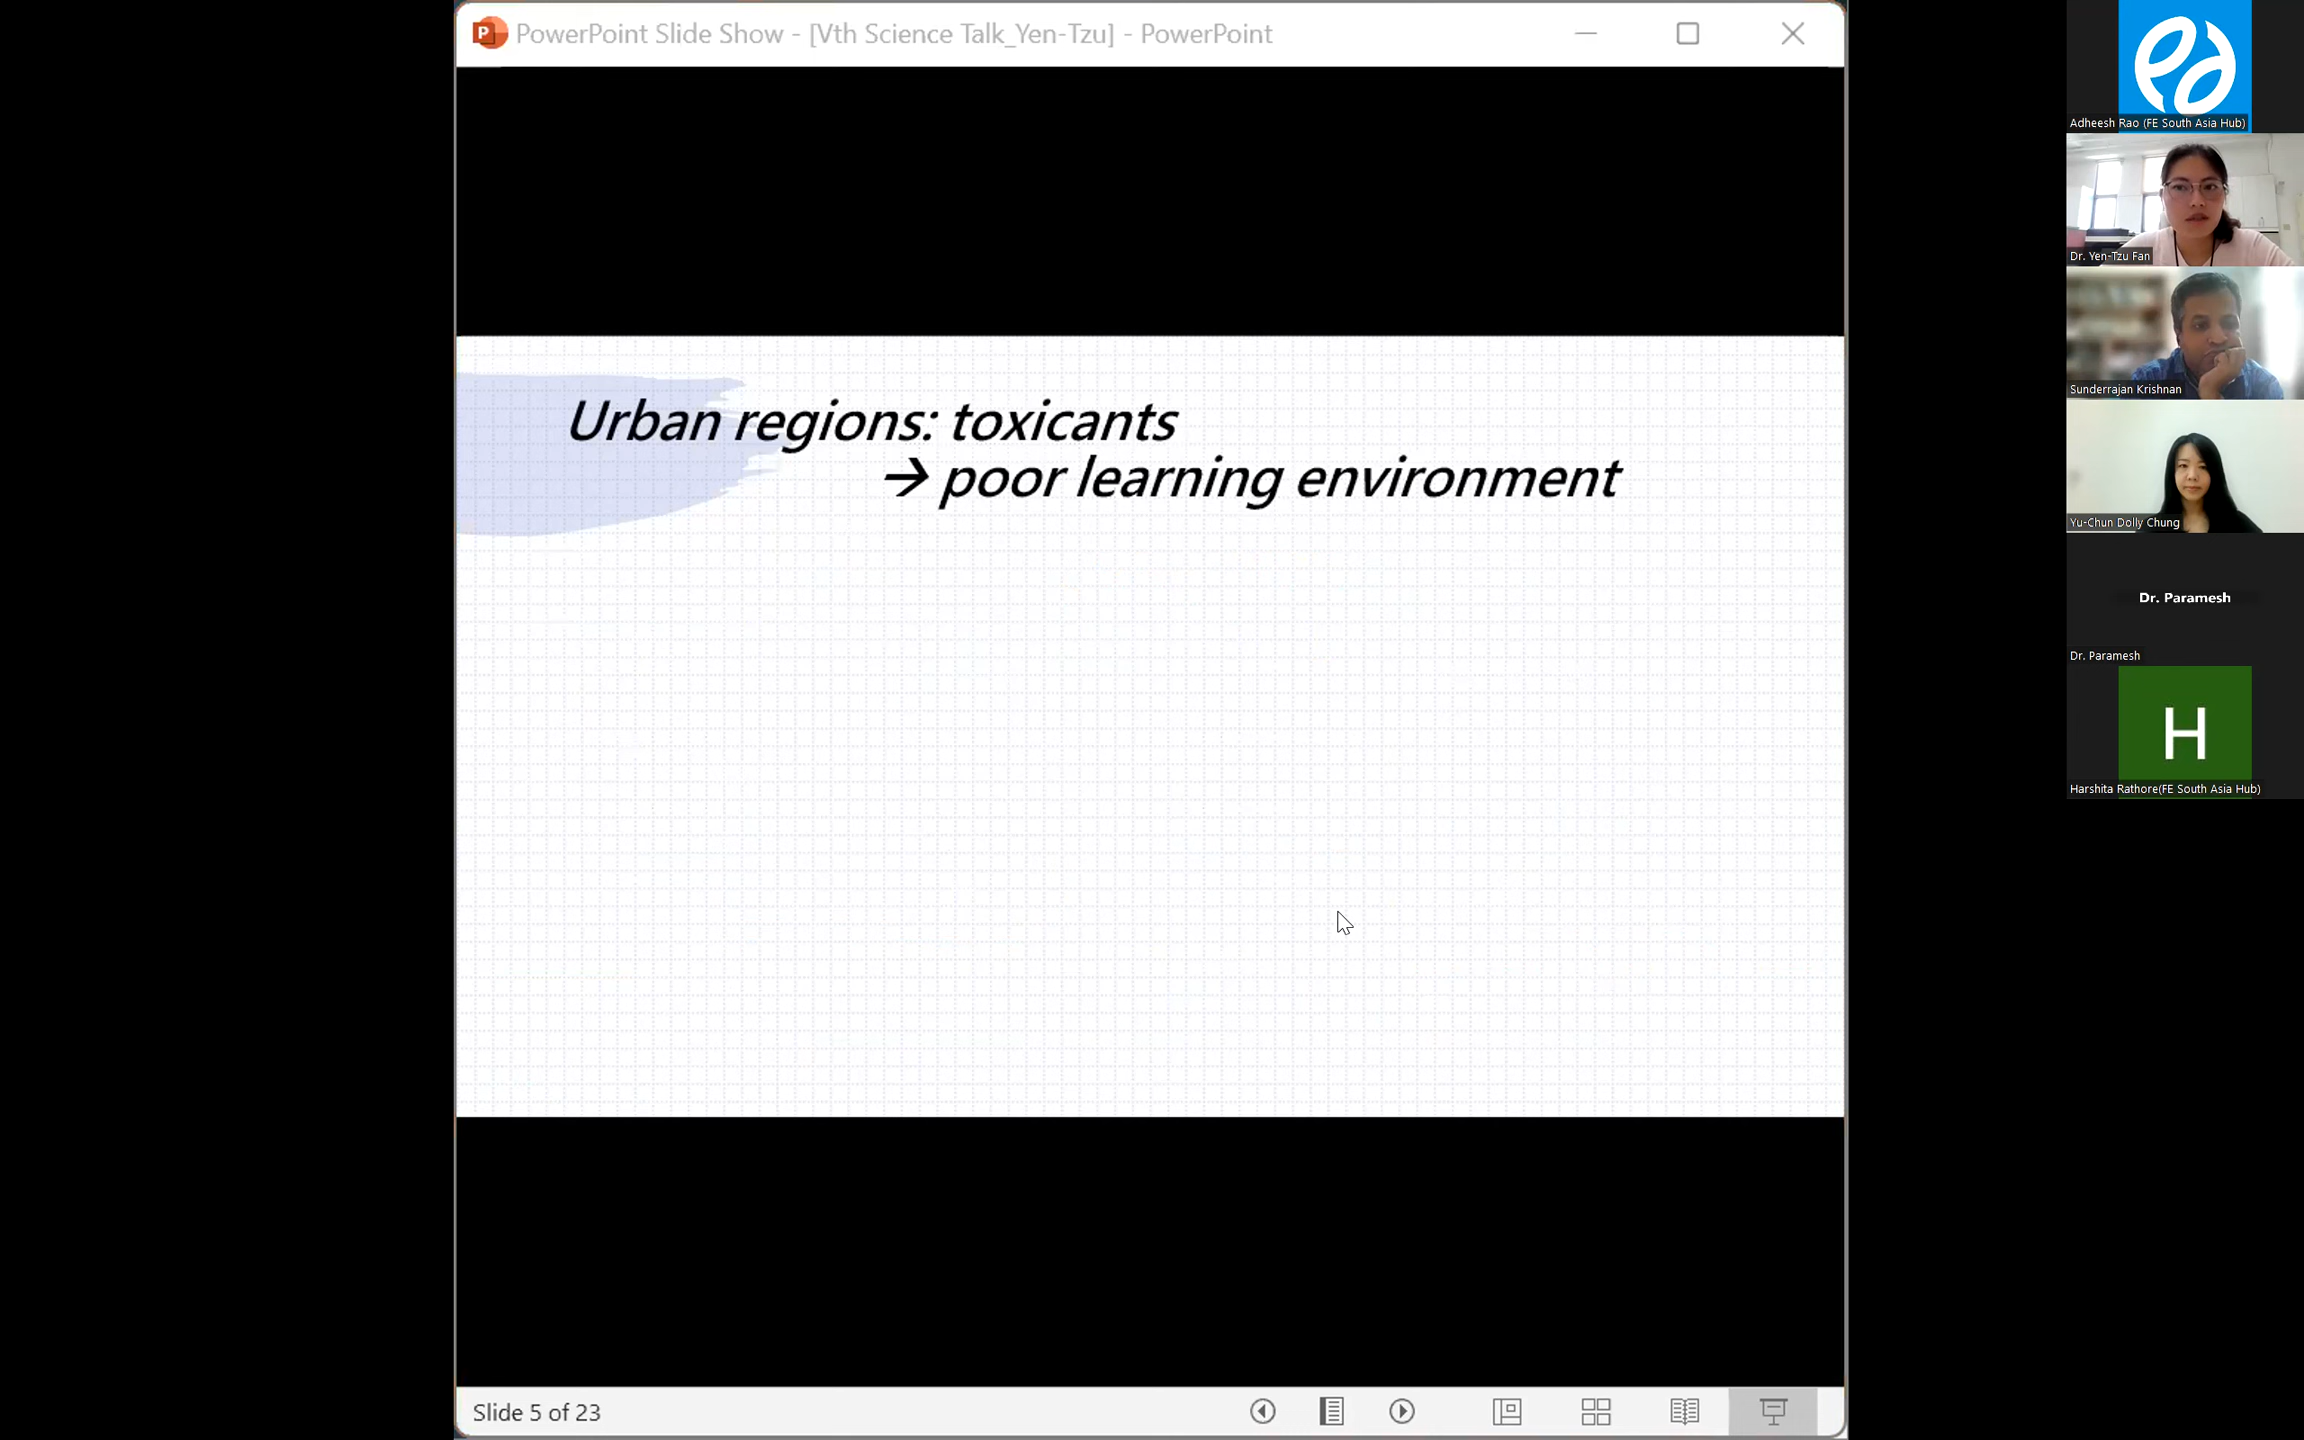 PowerPoint Slide Show - [Vth Science Talk_Yen-Tzu] - PowerPoint
Urban regions: toxicants
→ poor learning environment
Slide 5 of 23
Adheesh Rao (FE South Asia Hub)
Dr. Yen-Tzu Fan
Sunderrajan Krishnan
Yu-Chun Dolly Chung
Dr. Paramesh
Dr. Paramesh
H
Harshita Rathore(FE South Asia Hub)